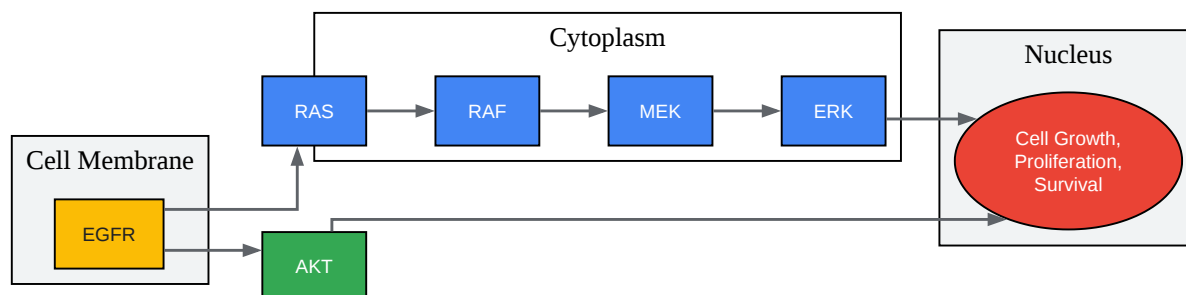 Cytoplasm
Nucleus
RAS
RAF
MEK
ERK
Cell Growth,
Proliferation,
Survival
Cell Membrane
EGFR
AKT